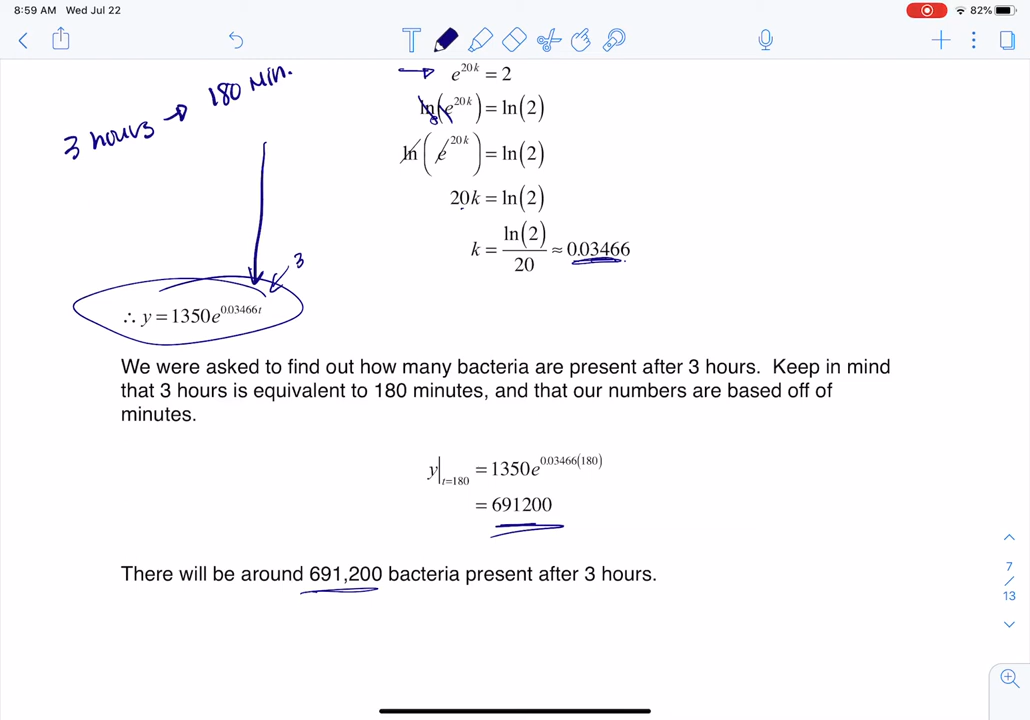 8:59 AM Wed Jul 22
82%
T
3 hours → 180 Min.
e^{20k} = 2
ln(e^{20k}) = ln(2)
ln(e^{20k}) = ln(2)
20k = ln(2)
k = ln(2)/20 ≈ 0.03466
3
∴ y = 1350e^{0.03466t}
We were asked to find out how many bacteria are present after 3 hours. Keep in mind
that 3 hours is equivalent to 180 minutes, and that our numbers are based off of
minutes.
y|_{t=180} = 1350e^{0.03466(180)}
= 691200
There will be around 691,200 bacteria present after 3 hours.
7
/
13